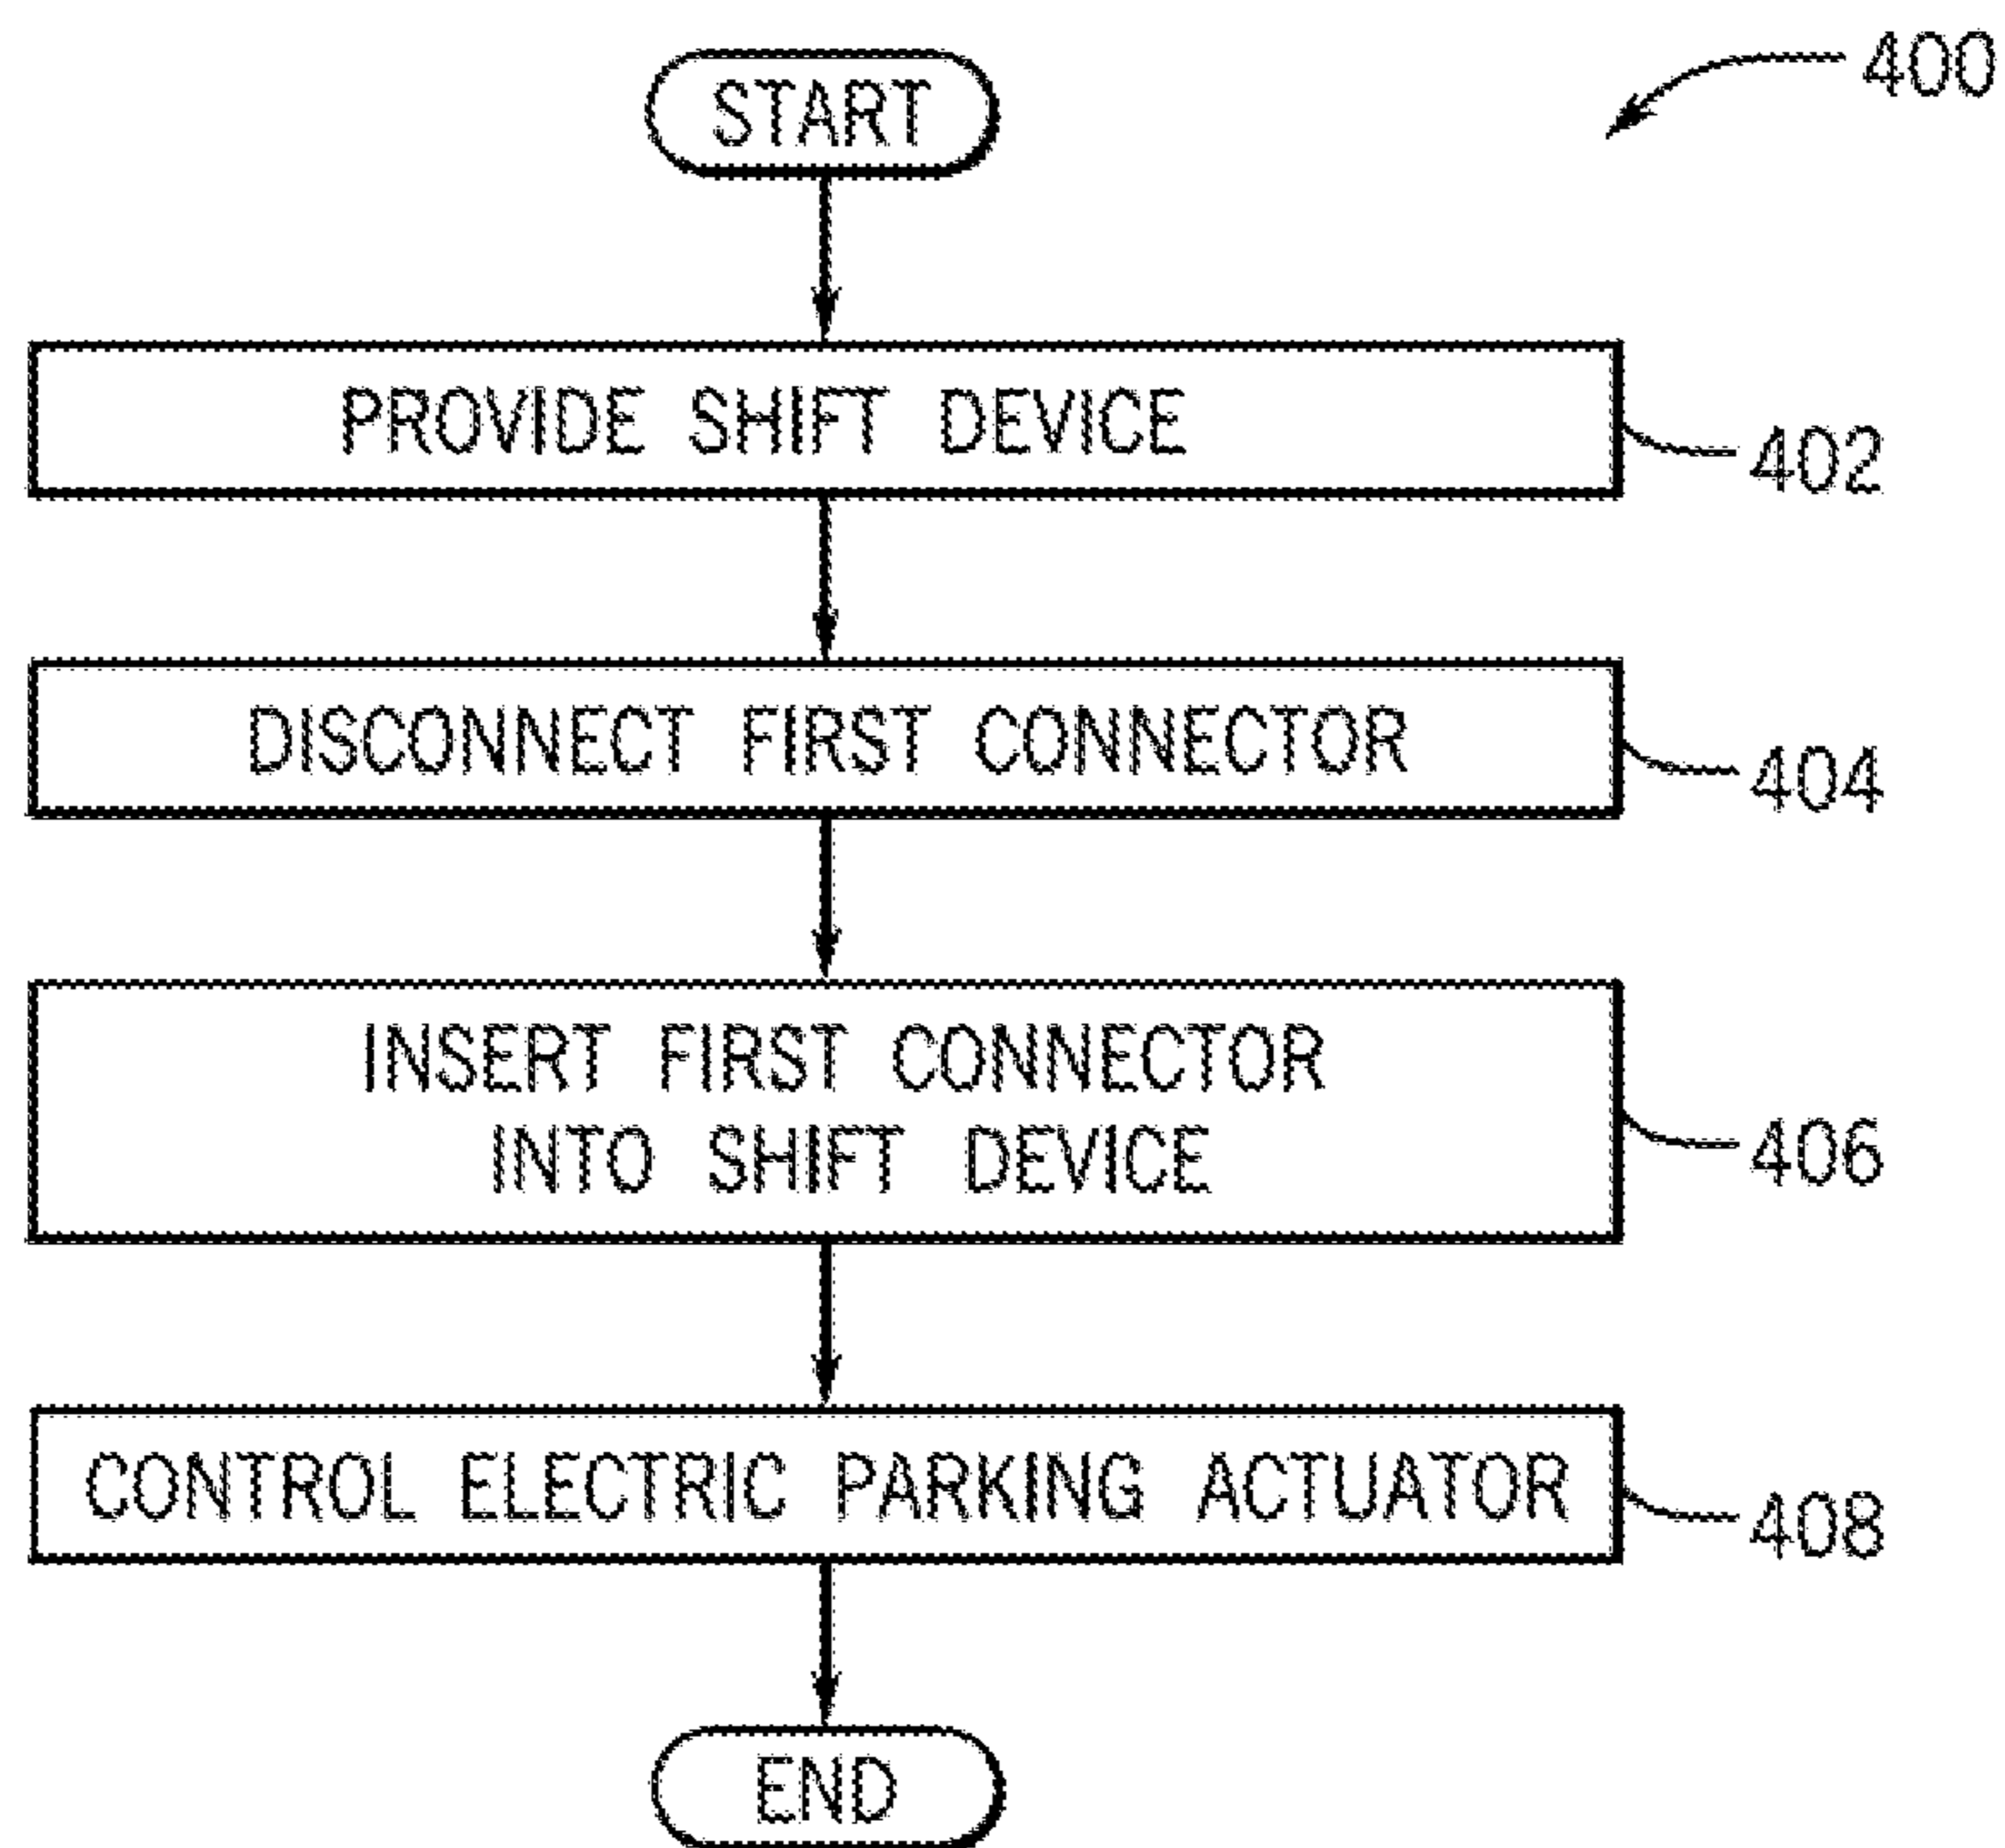 START
400
PROVIDE SHIFT DEVICE
402
DISCONNECT FIRST CONNECTOR
404
INSERT FIRST CONNECTOR
INTO SHIFT DEVICE
406
CONTROL ELECTRIC PARKING ACTUATOR
408
END